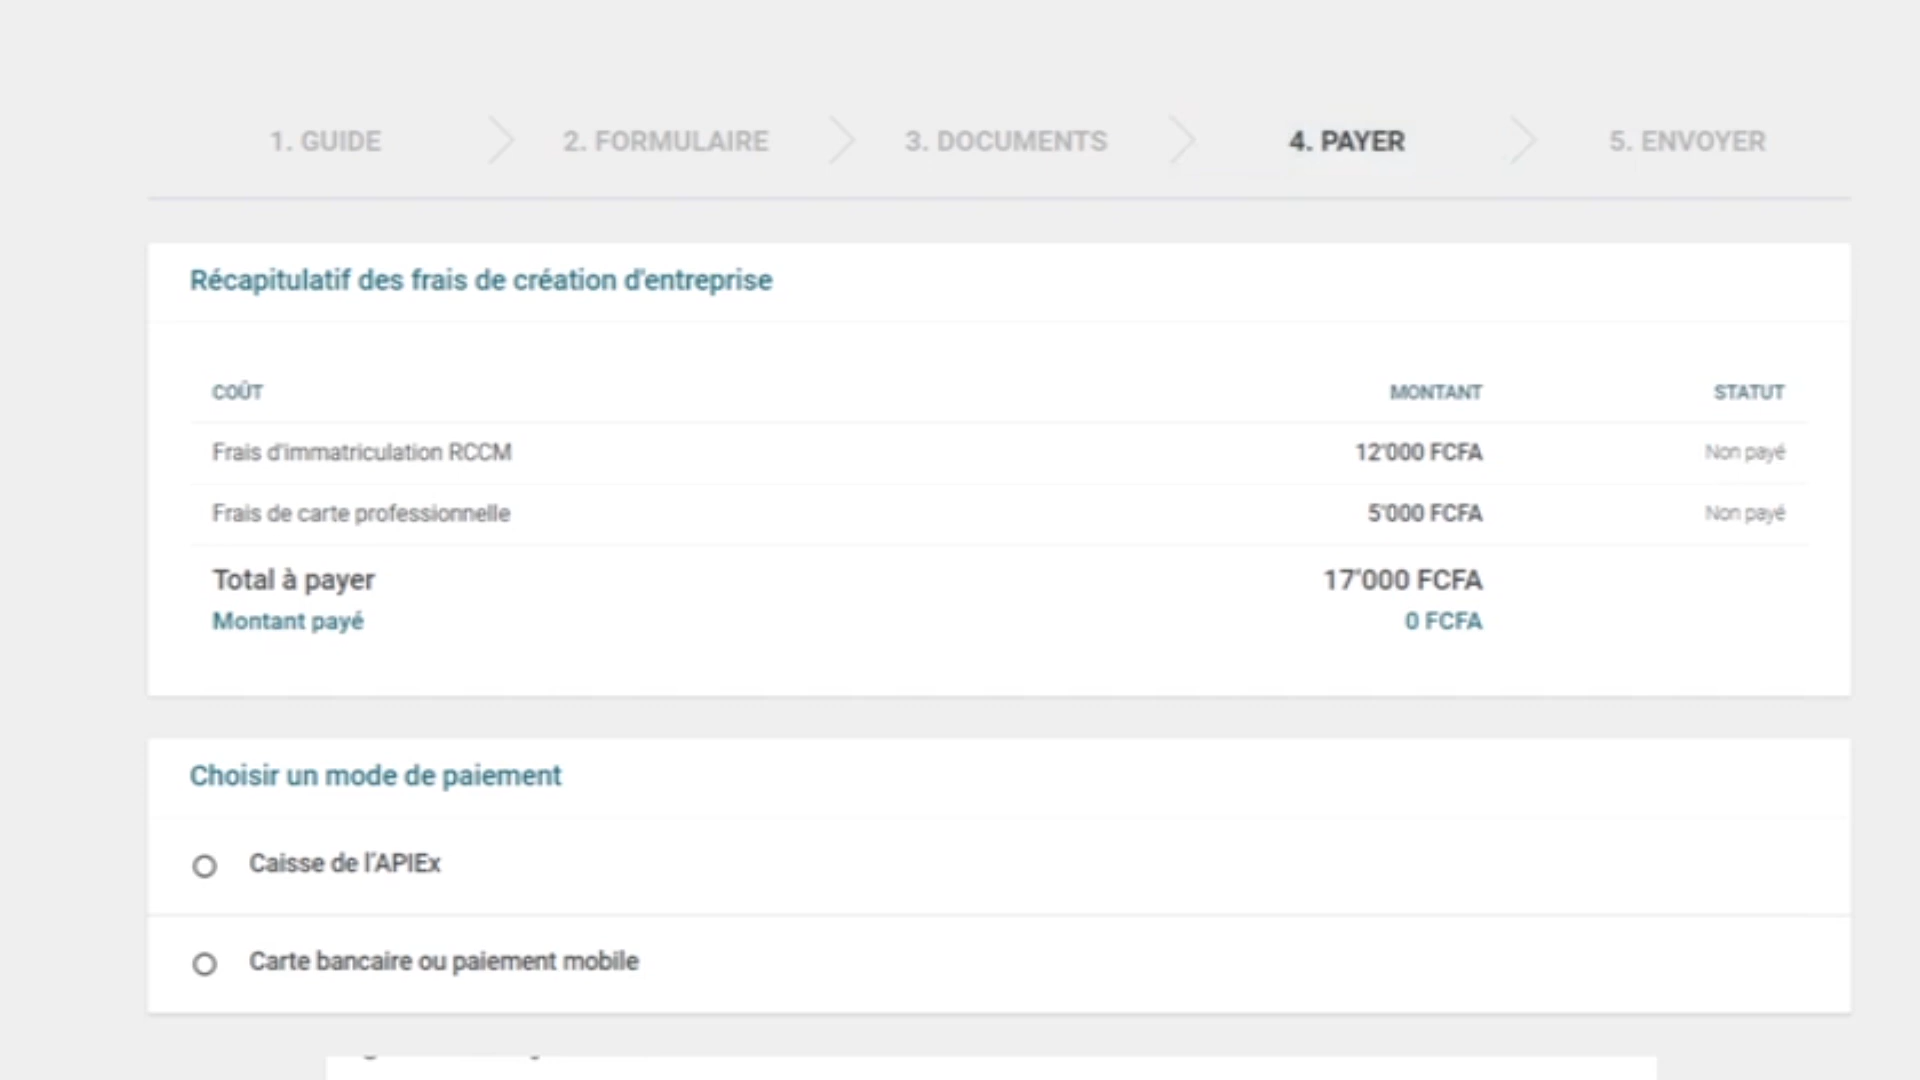 1. GUIDE 2. FORMULAIRE 3. DOCUMENTS 4. PAYER 5. ENVOYER
Récapitulatif des frais de création d'entreprise
COÛT MONTANT STATUT
Frais d'immatriculation RCCM 12'000 FCFA Non payé
Frais de carte professionnelle 5'000 FCFA Non payé
Total à payer 17'000 FCFA
Montant payé 0 FCFA
Choisir un mode de paiement
Caisse de l'APIEx
Carte bancaire ou paiement mobile